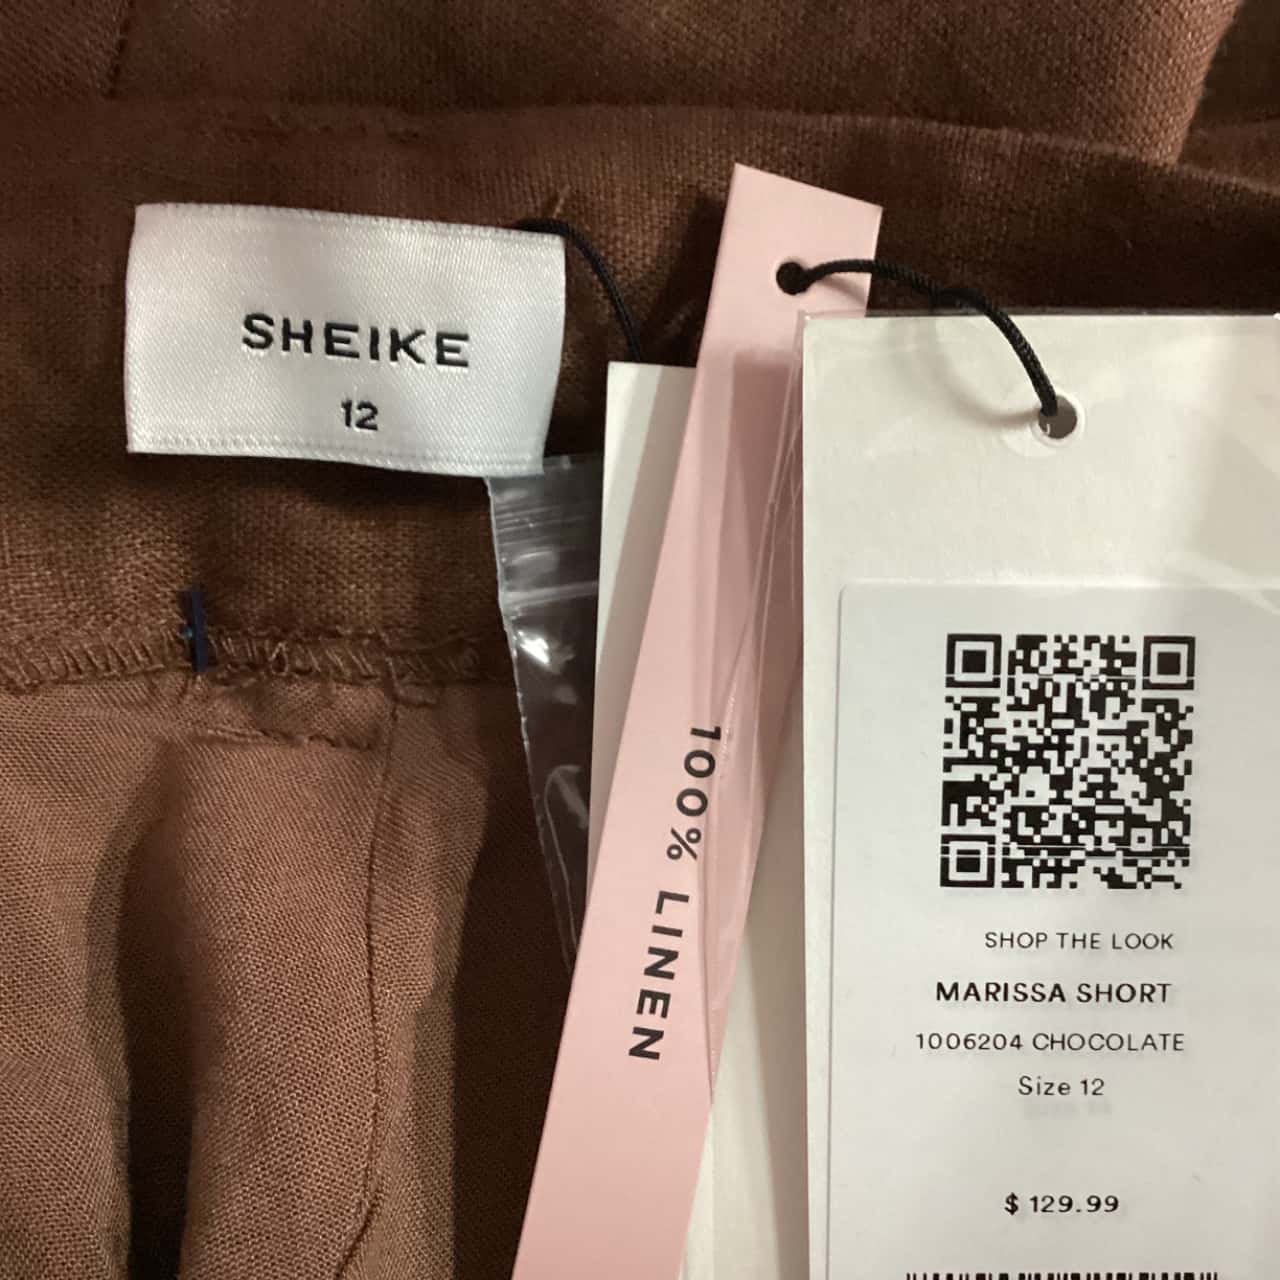 SHEIKE
12
100% LINEN
SHOP THE LOOK
MARISSA SHORT
1006204 CHOCOLATE
Size 12
$ 129.99